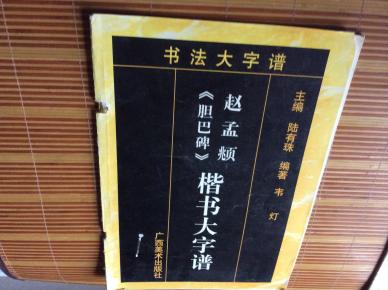 书法大字谱
主编 陆有珠 编著 韦灯
赵孟頫
《胆巴碑》
楷书大字谱
广西美术出版社